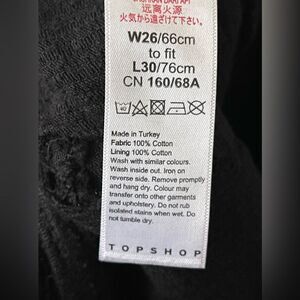 远离火源
火気から遠ざけて下さい。
W26/66cm
to fit
L30/76cm
CN 160/68A
40
Made in Turkey
Fabric 100% Cotton
Lining 100% Cotton
Wash with similar colours.
Wash inside out. Iron on
reverse side. Remove promptly
and hang dry. Colour may
transfer onto other garments
and upholstery. Do not rub
isolated stains when wet. Do
not tumble dry.
TOPSHOP